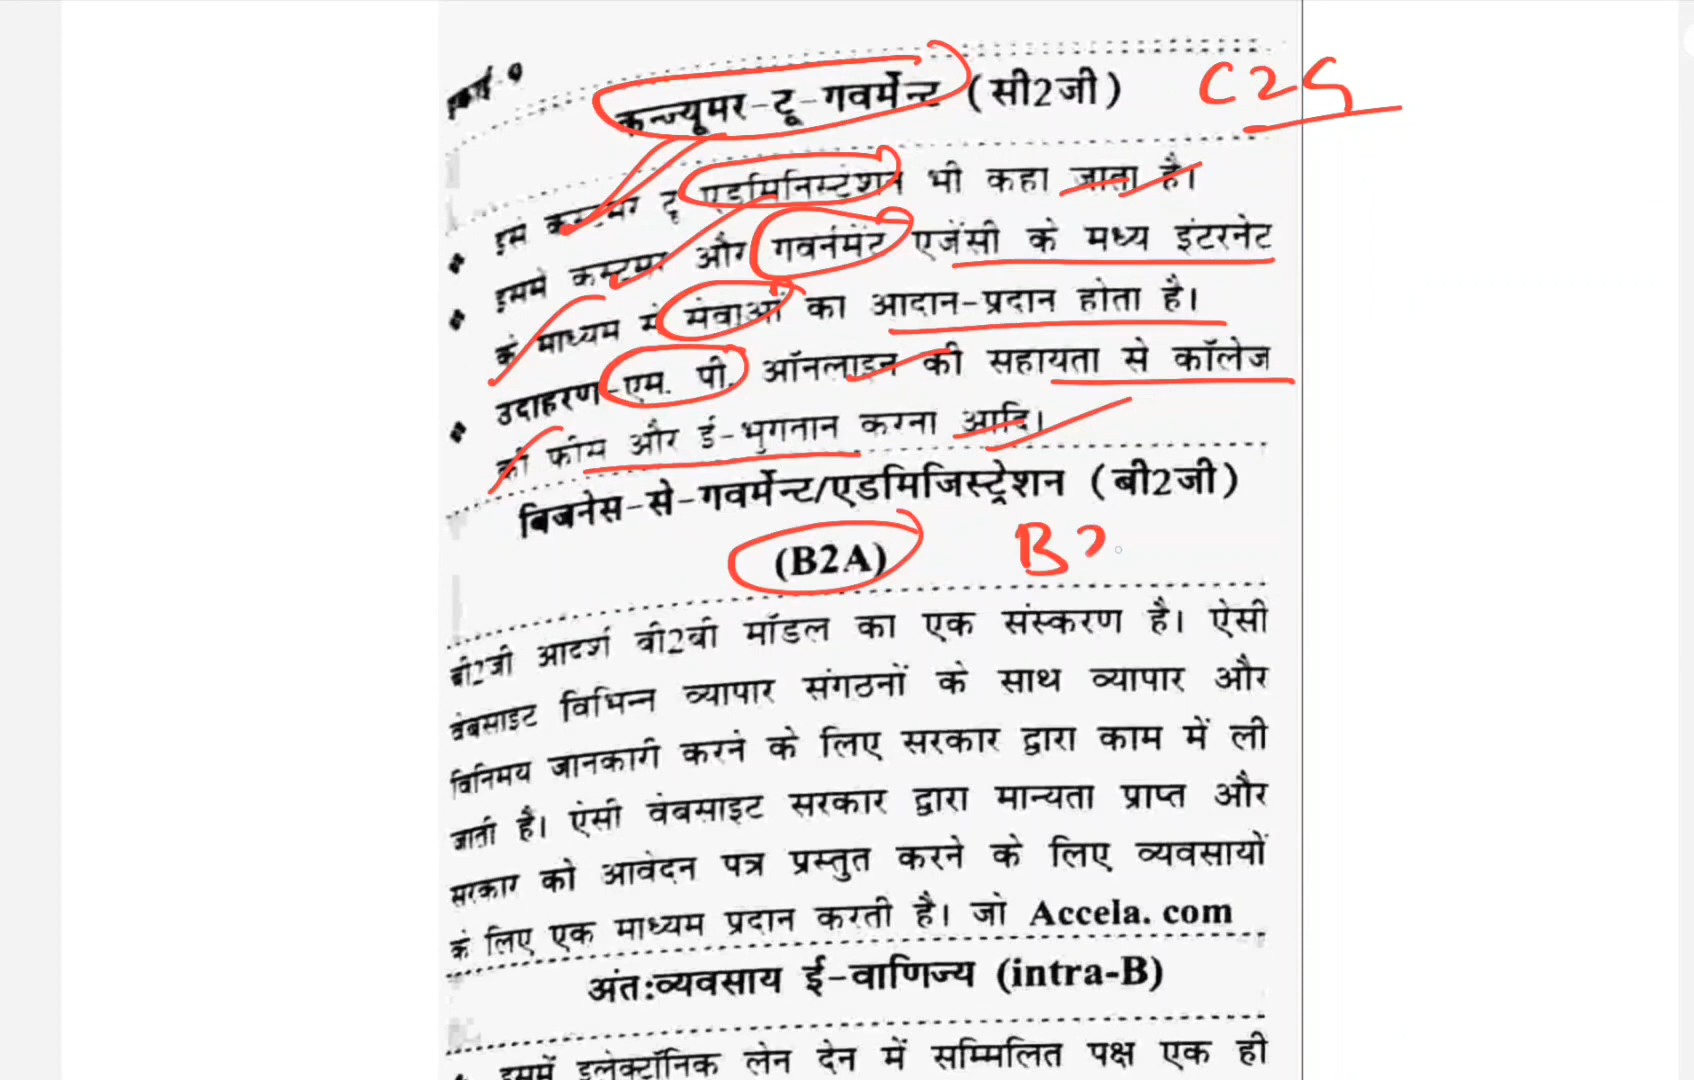 कन्ज्यूमर-टू-गवर्मेन्ट (सी2जी) C2G
इसे कस्टमर टू एडमिनिस्ट्रेशन भी कहा जाता है।
इसमें कस्टमर और गवर्नमेंट एजेंसी के मध्य इंटरनेट
के माध्यम से सेवाओं का आदान-प्रदान होता है।
उदाहरण-एम. पी. ऑनलाइन की सहायता से कॉलेज
की फीस और ई-भुगतान करना आदि।
बिजनेस-से-गवर्मेन्ट/एडमिजिस्ट्रेशन (बी2जी)
(B2A) B2
बी2जी आदर्श बी2बी मॉडल का एक संस्करण है। ऐसी
वेबसाइट विभिन्न व्यापार संगठनों के साथ व्यापार और
विनिमय जानकारी करने के लिए सरकार द्वारा काम में ली
जाती है। ऐसी वेबसाइट सरकार द्वारा मान्यता प्राप्त और
सरकार को आवेदन पत्र प्रस्तुत करने के लिए व्यवसायों
के लिए एक माध्यम प्रदान करती है। जो Accela. com
अंत:व्यवसाय ई-वाणिज्य (intra-B)
इसमें इलेक्ट्रॉनिक लेन देन में सम्मिलित पक्ष एक ही